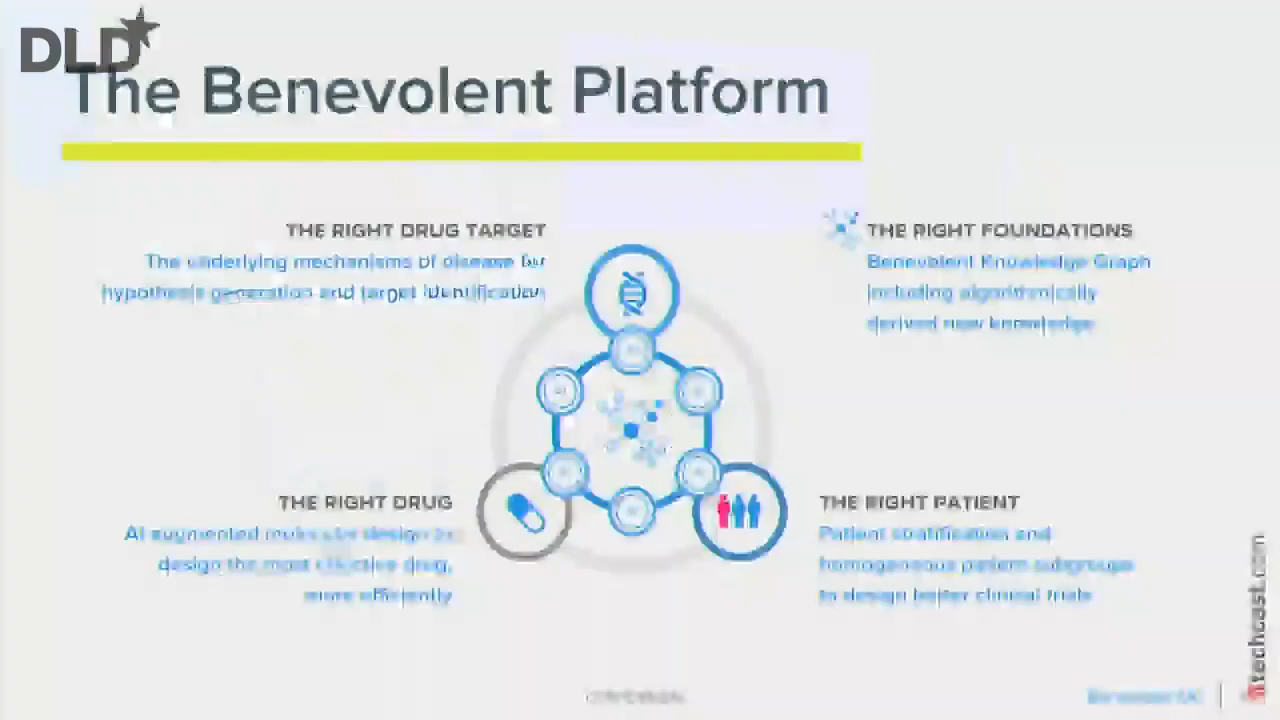 DLD
The Benevolent Platform
THE RIGHT DRUG TARGET
The underlying mechanisms of disease for
hypothesis generation and target identification
THE RIGHT FOUNDATIONS
Benevolent Knowledge Graph
including algorithmically
derived new knowledge
THE RIGHT DRUG
AI augmented molecular design to
design the most effective drug,
more efficiently
THE RIGHT PATIENT
Patient stratification and
homogeneous patient subgroups
to design better clinical trials
techcast.com